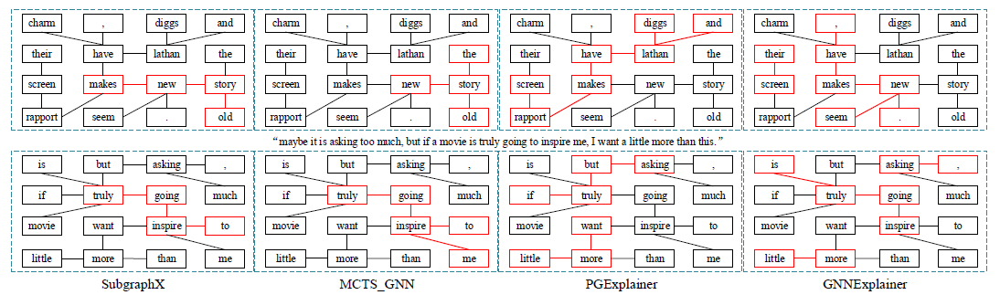 charm , diggs and charm , diggs and charm , diggs and charm , diggs and
their have lathan the their have lathan the their have lathan the their have lathan the
screen makes new story screen makes new story screen makes new story screen makes new story
rapport seem . old rapport seem . old rapport seem . old rapport seem . old
“maybe it is asking too much, but if a movie is truly going to inspire me, I want a little more than this.”
is but asking , is but asking , is but asking , is but asking ,
if truly going much if truly going much if truly going much if truly going much
movie want inspire to movie want inspire to movie want inspire to movie want inspire to
little more than me little more than me little more than me little more than me
SubgraphX MCTS_GNN PGExplainer GNNExplainer